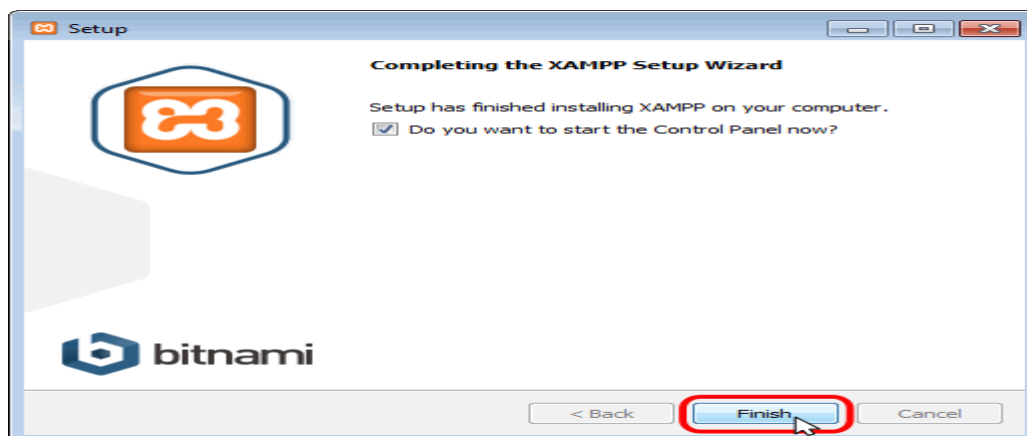 Setup
Completing the XAMPP Setup Wizard
Setup has finished installing XAMPP on your computer.
Do you want to start the Control Panel now?
bitnami
< Back
Finish
Cancel